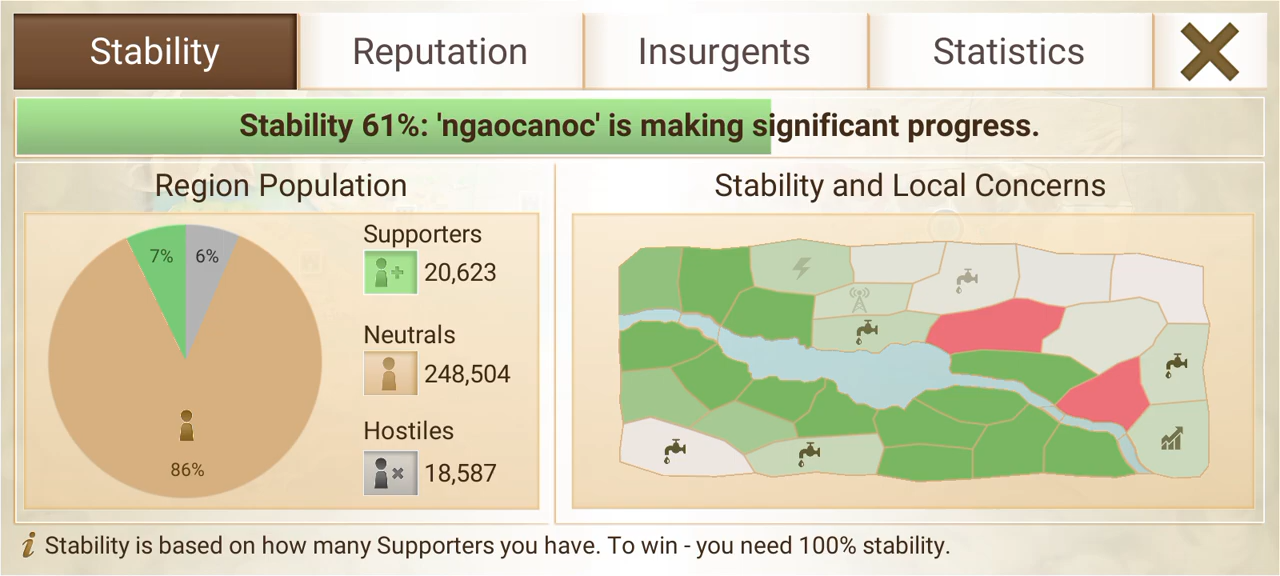 Stability
Reputation
Insurgents
Statistics
Stability 61%: 'ngaocanoc' is making significant progress.
Region Population
7%
6%
86%
Supporters
20,623
Neutrals
248,504
Hostiles
18,587
Stability and Local Concerns
Stability is based on how many Supporters you have. To win - you need 100% stability.